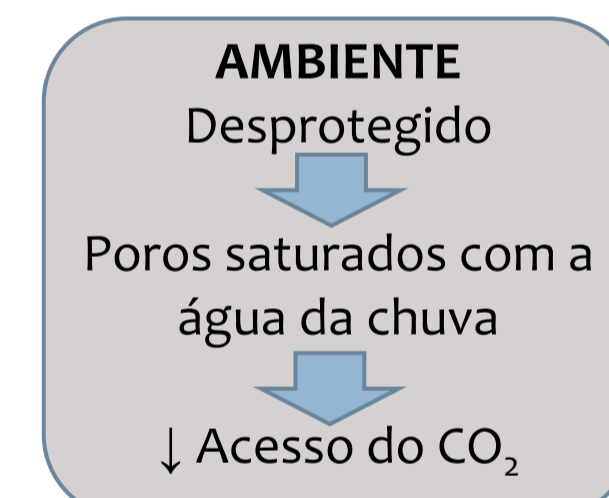 AMBIENTE
Desprotegido
Poros saturados com a
água da chuva
↓ Acesso do CO₂